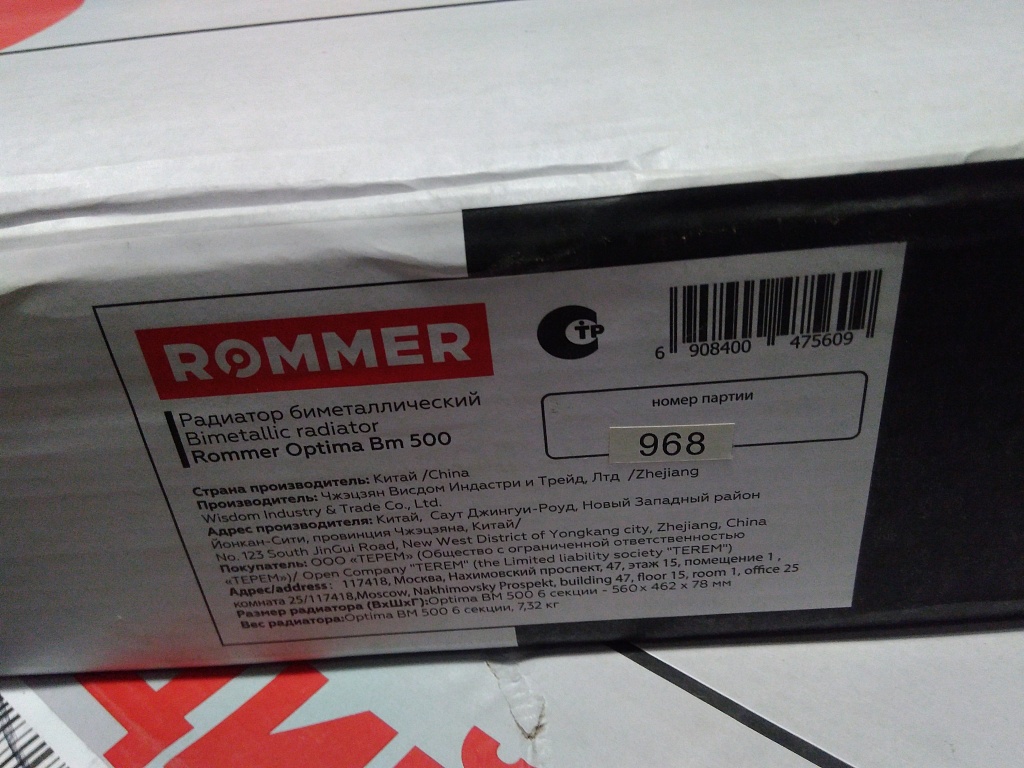 ROMMER
СТР
6 908400 475609
Радиатор биметаллический
Bimetallic radiator
Rommer Optima Bm 500
номер партии
968
Страна производитель: Китай /China
Производитель: Чжэцзян Висдом Индастри и Трейд, Лтд /Zhejiang
Wisdom Industry & Trade Co., Ltd.
Адрес производителя: Китай, Саут Джингуи-Роуд, Новый Западный район
Йонкан-Сити, провинция Чжэцзяна, Китай/
No. 123 South JinGui Road, New West District of Yongkang city, Zhejiang, China
Покупатель: ООО «ТЕРЕМ» (Общество с ограниченной ответственностью
«ТЕРЕМ»)/ Open Company "TEREM" (the Limited liability society "TEREM")
Адрес/address: 117418, Москва, Нахимовский проспект, 47, этаж 15, помещение 1 ,
комната 25/117418,Moscow, Nakhimovsky Prospekt, building 47, floor 15, room 1, office 25
Размер радиатора (ВхШхГ):Optima BM 500 6 секции - 560 x 462 x 78 мм
Вес радиатора:Optima BM 500 6 секции, 7,32 кг